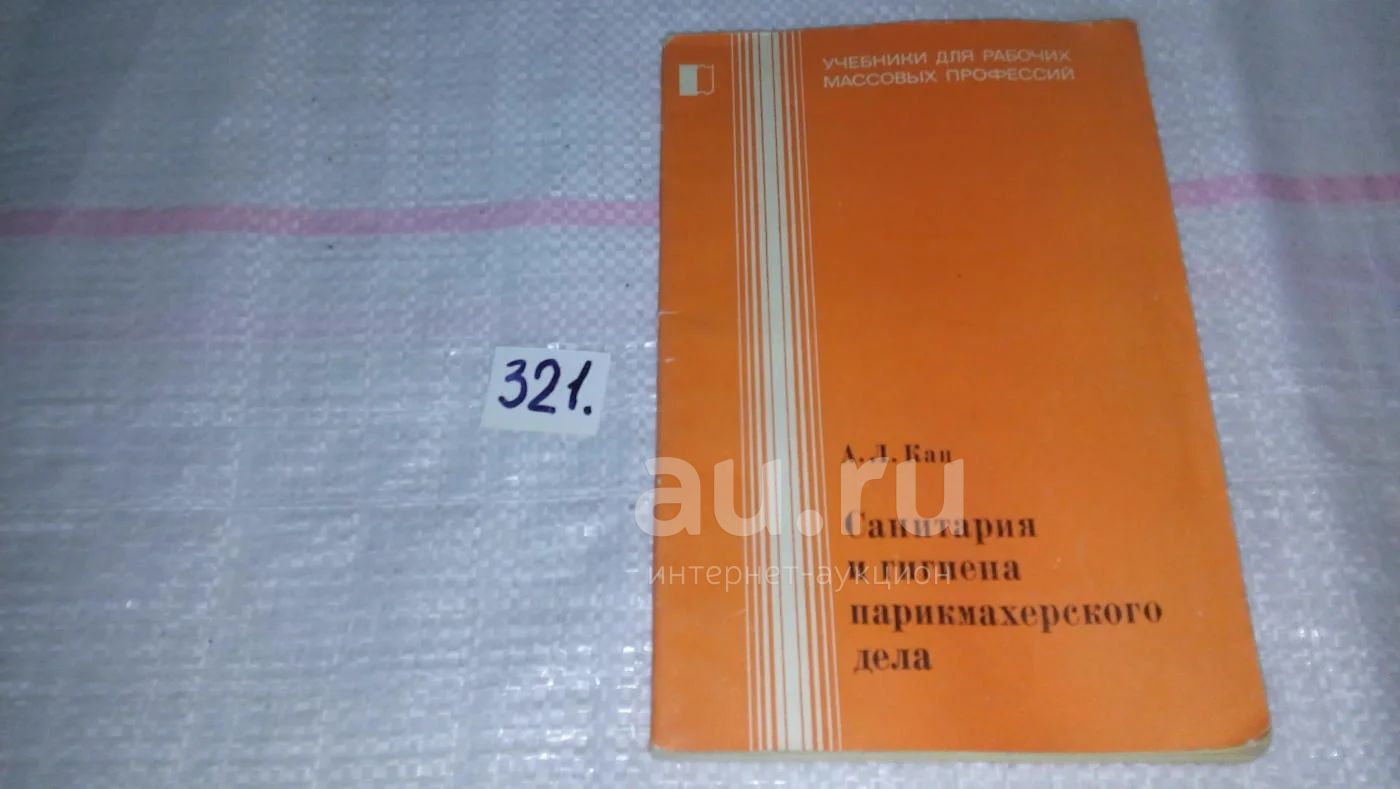 УЧЕБНИКИ ДЛЯ РАБОЧИХ
МАССОВЫХ ПРОФЕССИЙ
321.
А. Л. Кац
au.ru
Санитария
интернет-аукцион
и гигиена
парикмахерского
дела